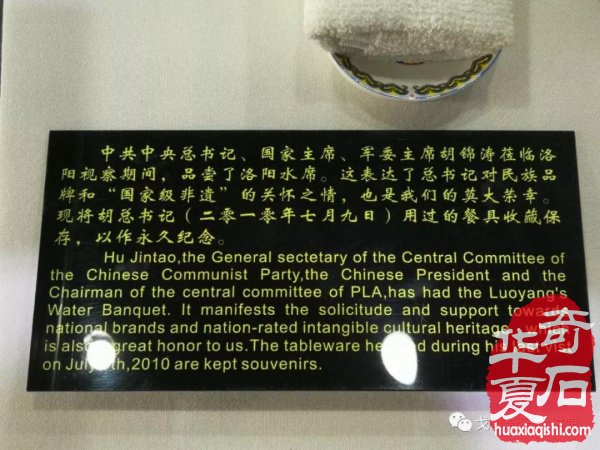 中共中央总书记、国家主席、军委主席胡锦涛莅临洛
阳视察期间，品尝了洛阳水席。这表达了总书记对民族品
牌和“国家级非遗”的关怀之情，也是我们的莫大荣幸。
现将胡总书记（二零一零年七月九日）用过的餐具收藏保
存，以作永久纪念。
Hu Jintao,the General sectetary of the Central Committee of
the Chinese Communist Party,the Chinese President and the
Chairman of the central committee of PLA,has had the Luoyang's
Water Banquet. It manifests the solicitude and support
national brands and nation-rated intangible cultural heritage
is also great honor to us.The tableware he during
on 2010 are kept souvenirs.
华夏奇石
huaxiaqishi.com